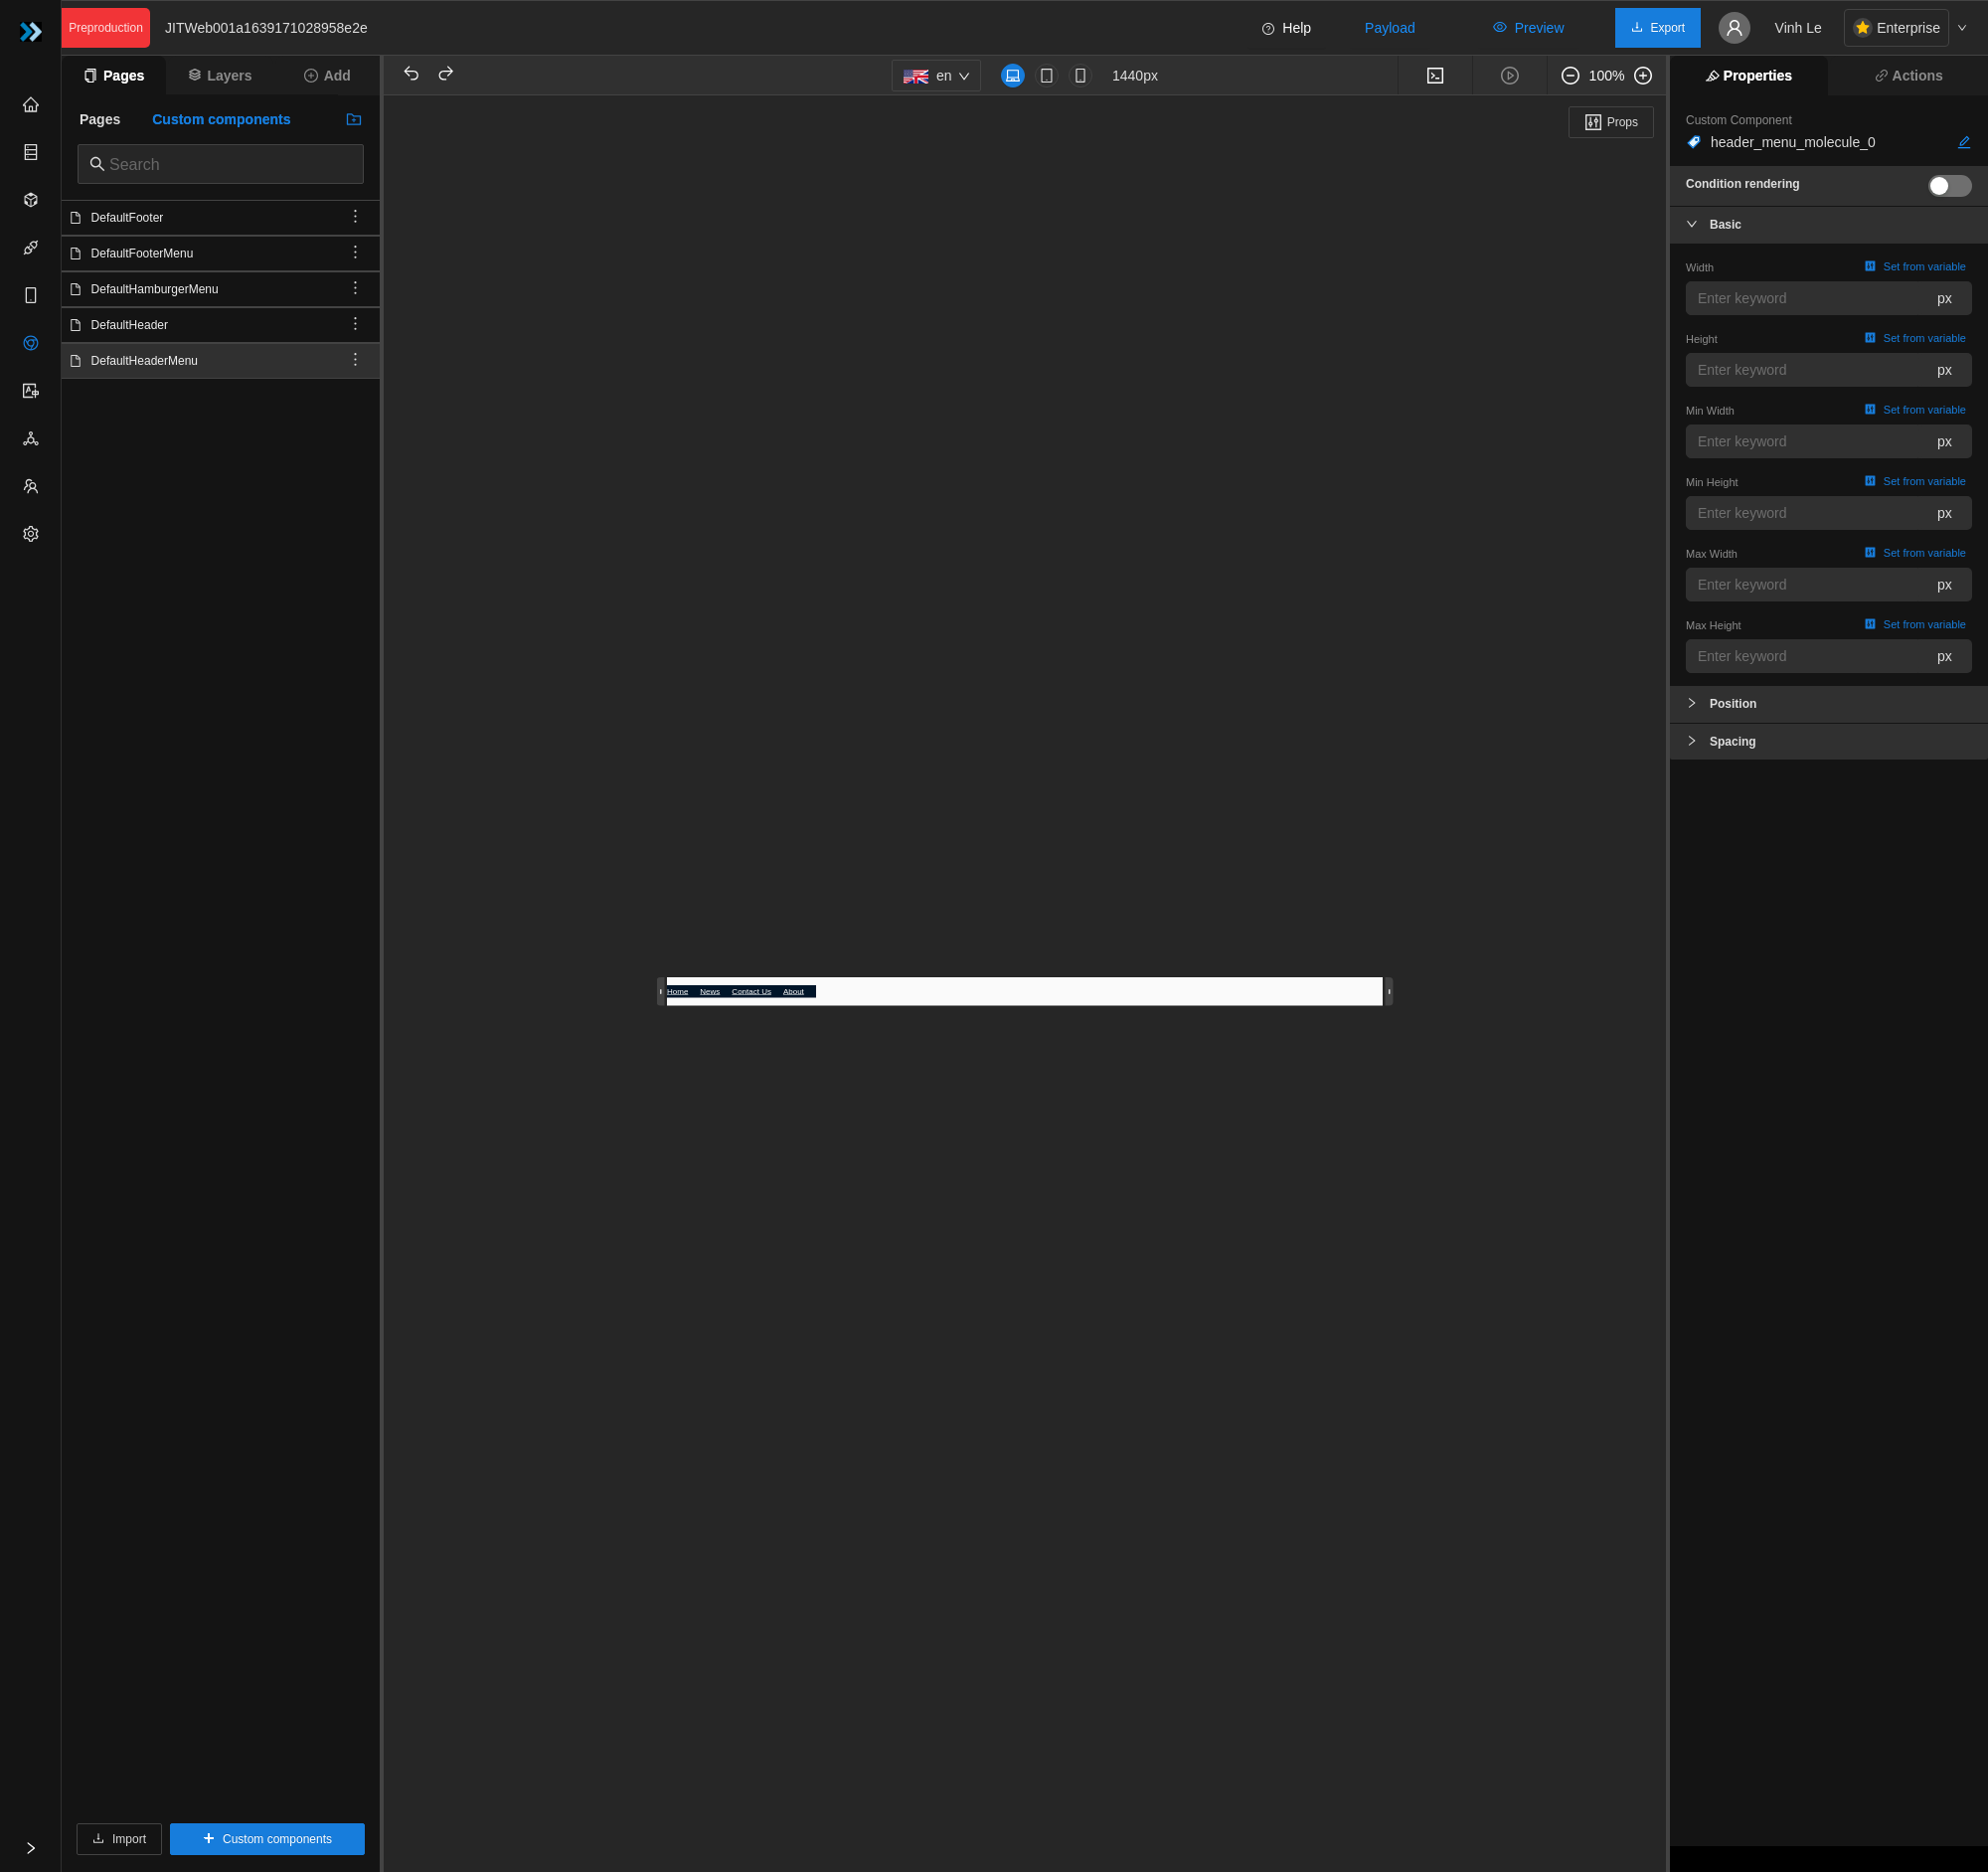 Preproduction
JITWeb001a1639171028958e2e
Help
Payload
Preview
Export
Vinh Le
Enterprise
Pages
Layers
Add
en
1440px
100%
Properties
Actions
Pages
Custom components
Search
DefaultFooter
DefaultFooterMenu
DefaultHamburgerMenu
DefaultHeader
DefaultHeaderMenu
Import
Custom components
Props
Home News Contact Us About
Custom Component
header_menu_molecule_0
Condition rendering
Basic
Width Set from variable
Enter keyword px
Height Set from variable
Enter keyword px
Min Width Set from variable
Enter keyword px
Min Height Set from variable
Enter keyword px
Max Width Set from variable
Enter keyword px
Max Height Set from variable
Enter keyword px
Position
Spacing